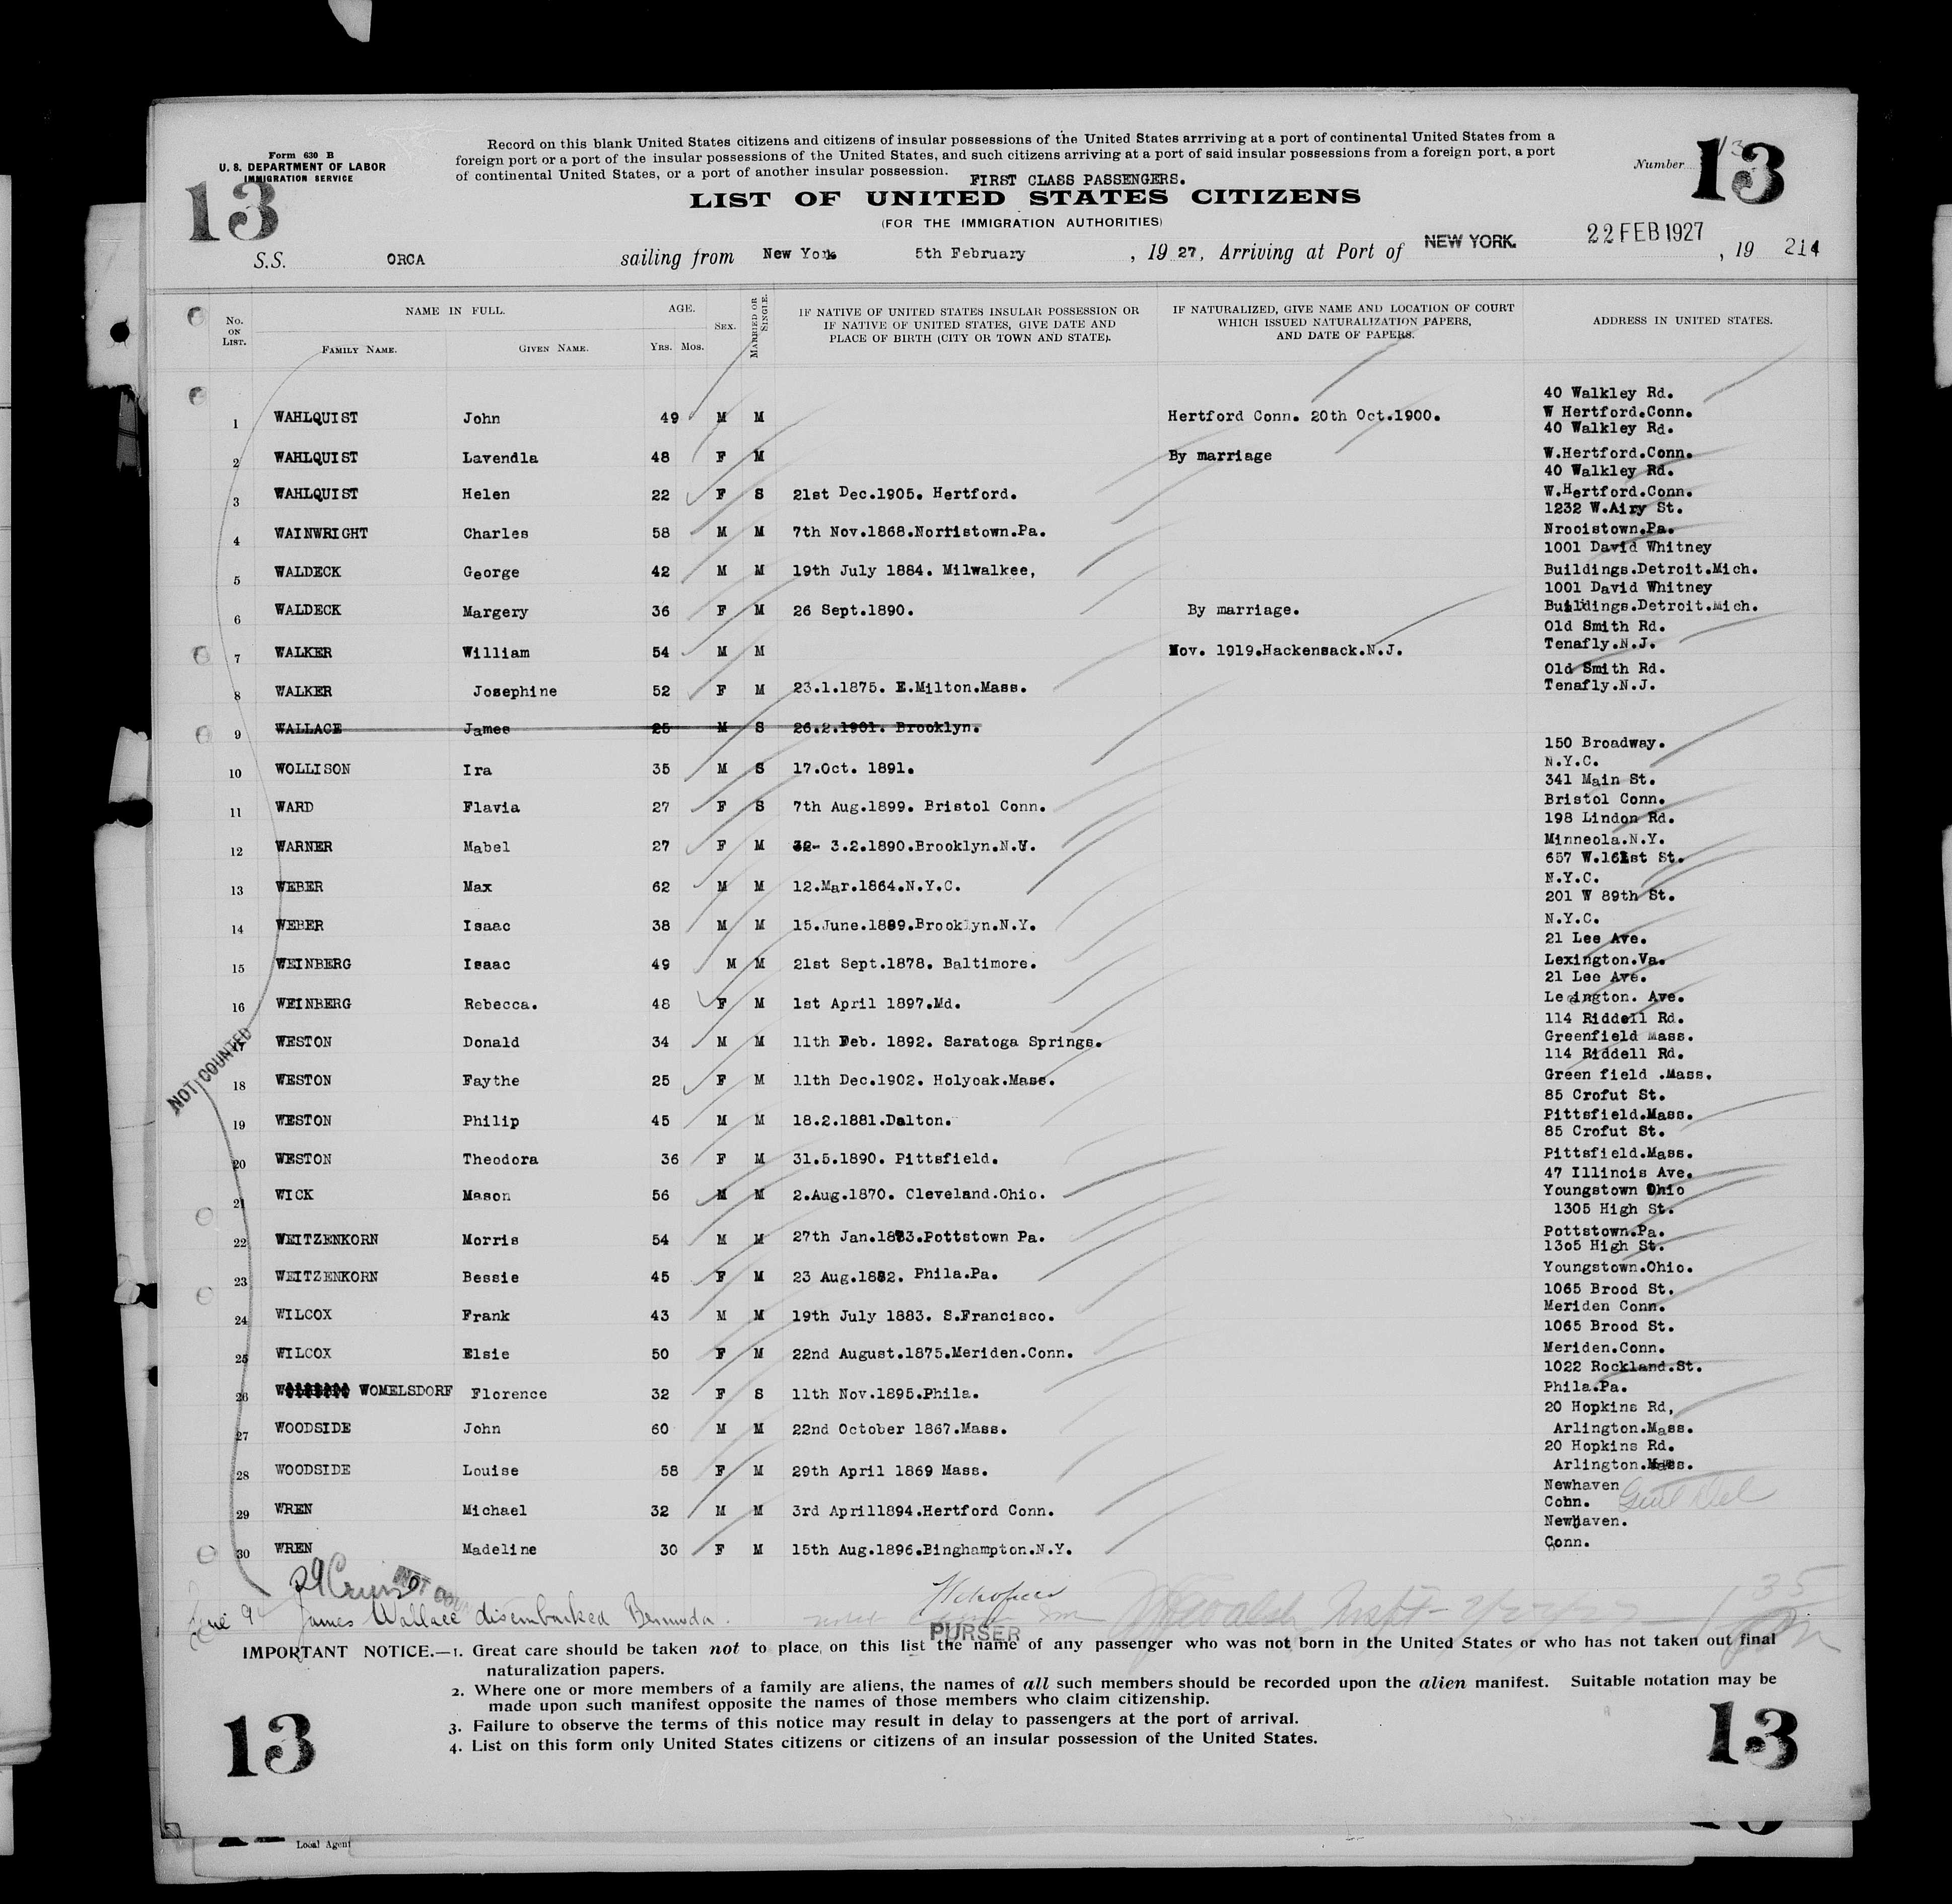 Form 630 B
U. S. DEPARTMENT OF LABOR
IMMIGRATION SERVICE
13
Record on this blank United States citizens and citizens of insular possessions of the United States arrriving at a port of continental United States from a
foreign port or a port of the insular possessions of the United States, and such citizens arriving at a port of said insular possessions from a foreign port, a port
of continental United States, or a port of another insular possession.
FIRST CLASS PASSENGERS.
Number 13
LIST OF UNITED STATES CITIZENS
(FOR THE IMMIGRATION AUTHORITIES)
S.S. ORCA sailing from New York 5th February, 19 27, Arriving at Port of NEW YORK. 22 FEB 1927, 19 214
No. ON LIST. NAME IN FULL. AGE. SEX. MARRIED OR SINGLE. IF NATIVE OF UNITED STATES INSULAR POSSESSION OR IF NATIVE OF UNITED STATES, GIVE DATE AND PLACE OF BIRTH (CITY OR TOWN AND STATE). IF NATURALIZED, GIVE NAME AND LOCATION OF COURT WHICH ISSUED NATURALIZATION PAPERS, AND DATE OF PAPERS. ADDRESS IN UNITED STATES.
FAMILY NAME. GIVEN NAME. YRS. MOS.
40 Walkley Rd.
1 WAHLQUIST John 49 M M Hertford Conn. 20th Oct.1900. W Hertford.Conn.
40 Walkley Rd.
2 WAHLQUIST Lavendla 48 F M By marriage W.Hertford.Conn.
40 Walkley Rd.
3 WAHLQUIST Helen 22 F S 21st Dec.1905. Hertford. W.Hertford.Conn.
1232 W.Airy St.
4 WAINWRIGHT Charles 58 M M 7th Nov.1868.Norristown.Pa. Nrooistown.Pa.
1001 David Whitney
5 WALDECK George 42 M M 19th July 1884. Milwalkee, Buildings.Detroit.Mich.
1001 David Whitney
6 WALDECK Margery 36 F M 26 Sept.1890. By marriage. Buildings.Detroit.Mich.
Old Smith Rd.
7 WALKER William 54 M M Nov. 1919.Hackensack.N.J. Tenafly.N.J.
Old Smith Rd.
8 WALKER Josephine 52 F M 23.1.1875. E.Milton.Mass. Tenafly.N.J.
9 WALLACE James 25 M S 26.2.1901. Brooklyn.
150 Broadway.
10 WOLLISON Ira 35 M S 17.Oct. 1891. N.Y.C.
341 Main St.
11 WARD Flavia 27 F S 7th Aug.1899. Bristol Conn. Bristol Conn.
198 Lindon Rd.
12 WARNER Mabel 27 F M 3.2.1890.Brooklyn.N.Y. Minneola.N.Y.
657 W.161st St.
13 WEBER Max 62 M M 12.Mar.1864.N.Y.C. N.Y.C.
201 W 89th St.
14 WEBER Isaac 38 M M 15.June.1889.Brooklyn.N.Y. N.Y.C.
21 Lee Ave.
15 WEINBERG Isaac 49 M M 21st Sept.1878. Baltimore. Lexington.Va.
21 Lee Ave.
16 WEINBERG Rebecca. 48 F M 1st April 1897.Md. Lexington. Ave.
114 Riddell Rd.
17 WESTON Donald 34 M M 11th Feb. 1892. Saratoga Springs. Greenfield Mass.
114 Riddell Rd.
18 WESTON Faythe 25 F M 11th Dec.1902. Holyoak.Mass. Green field .Mass.
85 Crofut St.
19 WESTON Philip 45 M M 18.2.1881.Dalton. Pittsfield.Mass.
85 Crofut St.
20 WESTON Theodora 36 F M 31.5.1890. Pittsfield. Pittsfield.Mass.
47 Illinois Ave.
21 WICK Mason 56 M M 2.Aug.1870. Cleveland.Ohio. Youngstown Ohio
1305 High St.
22 WEITZENKORN Morris 54 M M 27th Jan.1873.Pottstown Pa. Pottstown.Pa.
1305 High St.
23 WEITZENKORN Bessie 45 F M 23 Aug.1882. Phila.Pa. Youngstown.Ohio.
1065 Brood St.
24 WILCOX Frank 43 M M 19th July 1883. S.Francisco. Meriden Conn.
1065 Brood St.
25 WILCOX Elsie 50 F M 22nd August.1875.Meriden.Conn. Meriden.Conn.
1022 Rockland.St.
26 WOMELSDORF Florence 32 F S 11th Nov.1895.Phila. Phila.Pa.
20 Hopkins Rd,
27 WOODSIDE John 60 M M 22nd October 1867.Mass. Arlington.Mass.
20 Hopkins Rd.
28 WOODSIDE Louise 58 F M 29th April 1869 Mass. Arlington.Mass.
Newhaven
29 WREN Michael 32 M M 3rd April1894.Hertford Conn. Conn.
Newhaven.
30 WREN Madeline 30 F M 15th Aug.1896.Binghampton.N.Y. Conn.
NOT COUNTED
NOT COUN
Line 9 James Wallace disembarked Bermuda.
PURSER
IMPORTANT NOTICE.—1. Great care should be taken not to place on this list the name of any passenger who was not born in the United States or who has not taken out final
naturalization papers.
2. Where one or more members of a family are aliens, the names of all such members should be recorded upon the alien manifest. Suitable notation may be
made upon such manifest opposite the names of those members who claim citizenship.
3. Failure to observe the terms of this notice may result in delay to passengers at the port of arrival.
4. List on this form only United States citizens or citizens of an insular possession of the United States.
13
13
Local Agent